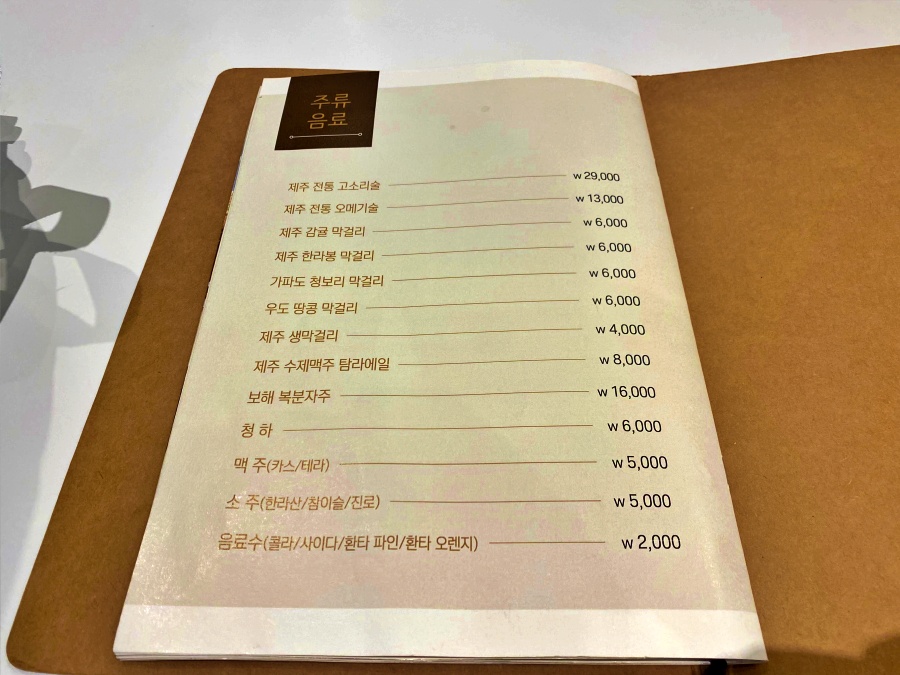 주류
음료
제주 전통 고소리술 ₩29,000
제주 전통 오메기술 ₩13,000
제주 감귤 막걸리 ₩6,000
제주 한라봉 막걸리 ₩6,000
가파도 청보리 막걸리 ₩6,000
우도 땅콩 막걸리 ₩6,000
제주 생막걸리 ₩4,000
제주 수제맥주 탐라에일 ₩8,000
보해 복분자주 ₩16,000
청 하 ₩6,000
맥 주(카스/테라) ₩5,000
소 주(한라산/참이슬/진로) ₩5,000
음료수(콜라/사이다/환타 파인/환타 오렌지) ₩2,000